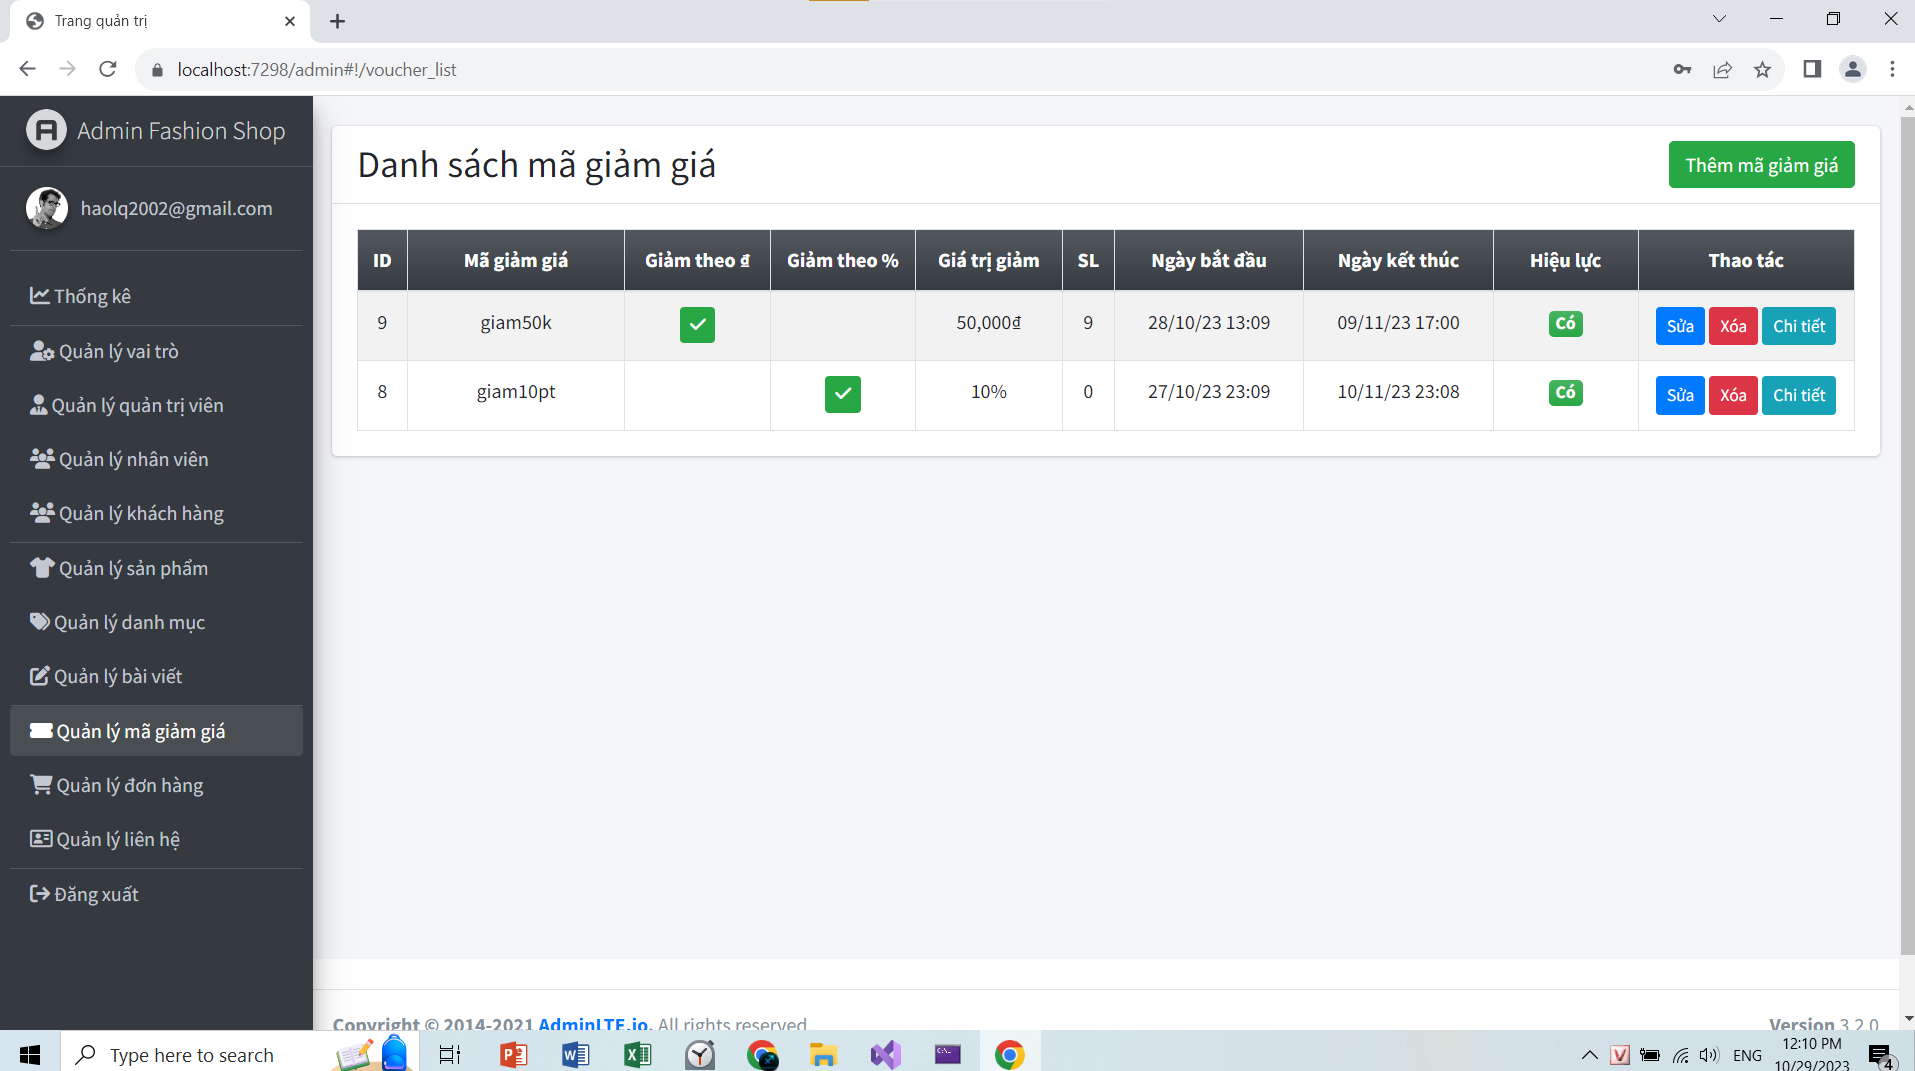 Trang quản trị
localhost:7298/admin#!/voucher_list
Admin Fashion Shop
haolq2002@gmail.com
Thống kê
Quản lý vai trò
Quản lý quản trị viên
Quản lý nhân viên
Quản lý khách hàng
Quản lý sản phẩm
Quản lý danh mục
Quản lý bài viết
Quản lý mã giảm giá
Quản lý đơn hàng
Quản lý liên hệ
Đăng xuất
Danh sách mã giảm giá
Thêm mã giảm giá
ID Mã giảm giá Giảm theo ₫ Giảm theo % Giá trị giảm SL Ngày bắt đầu Ngày kết thúc Hiệu lực Thao tác
9 giam50k 50,000₫ 9 28/10/23 13:09 09/11/23 17:00 Có Sửa Xóa Chi tiết
8 giam10pt 10% 0 27/10/23 23:09 10/11/23 23:08 Có Sửa Xóa Chi tiết
Copyright © 2014-2021 AdminLTE.io. All rights reserved
Version 3.2.0
Type here to search
ENG
12:10 PM
10/29/2023
4